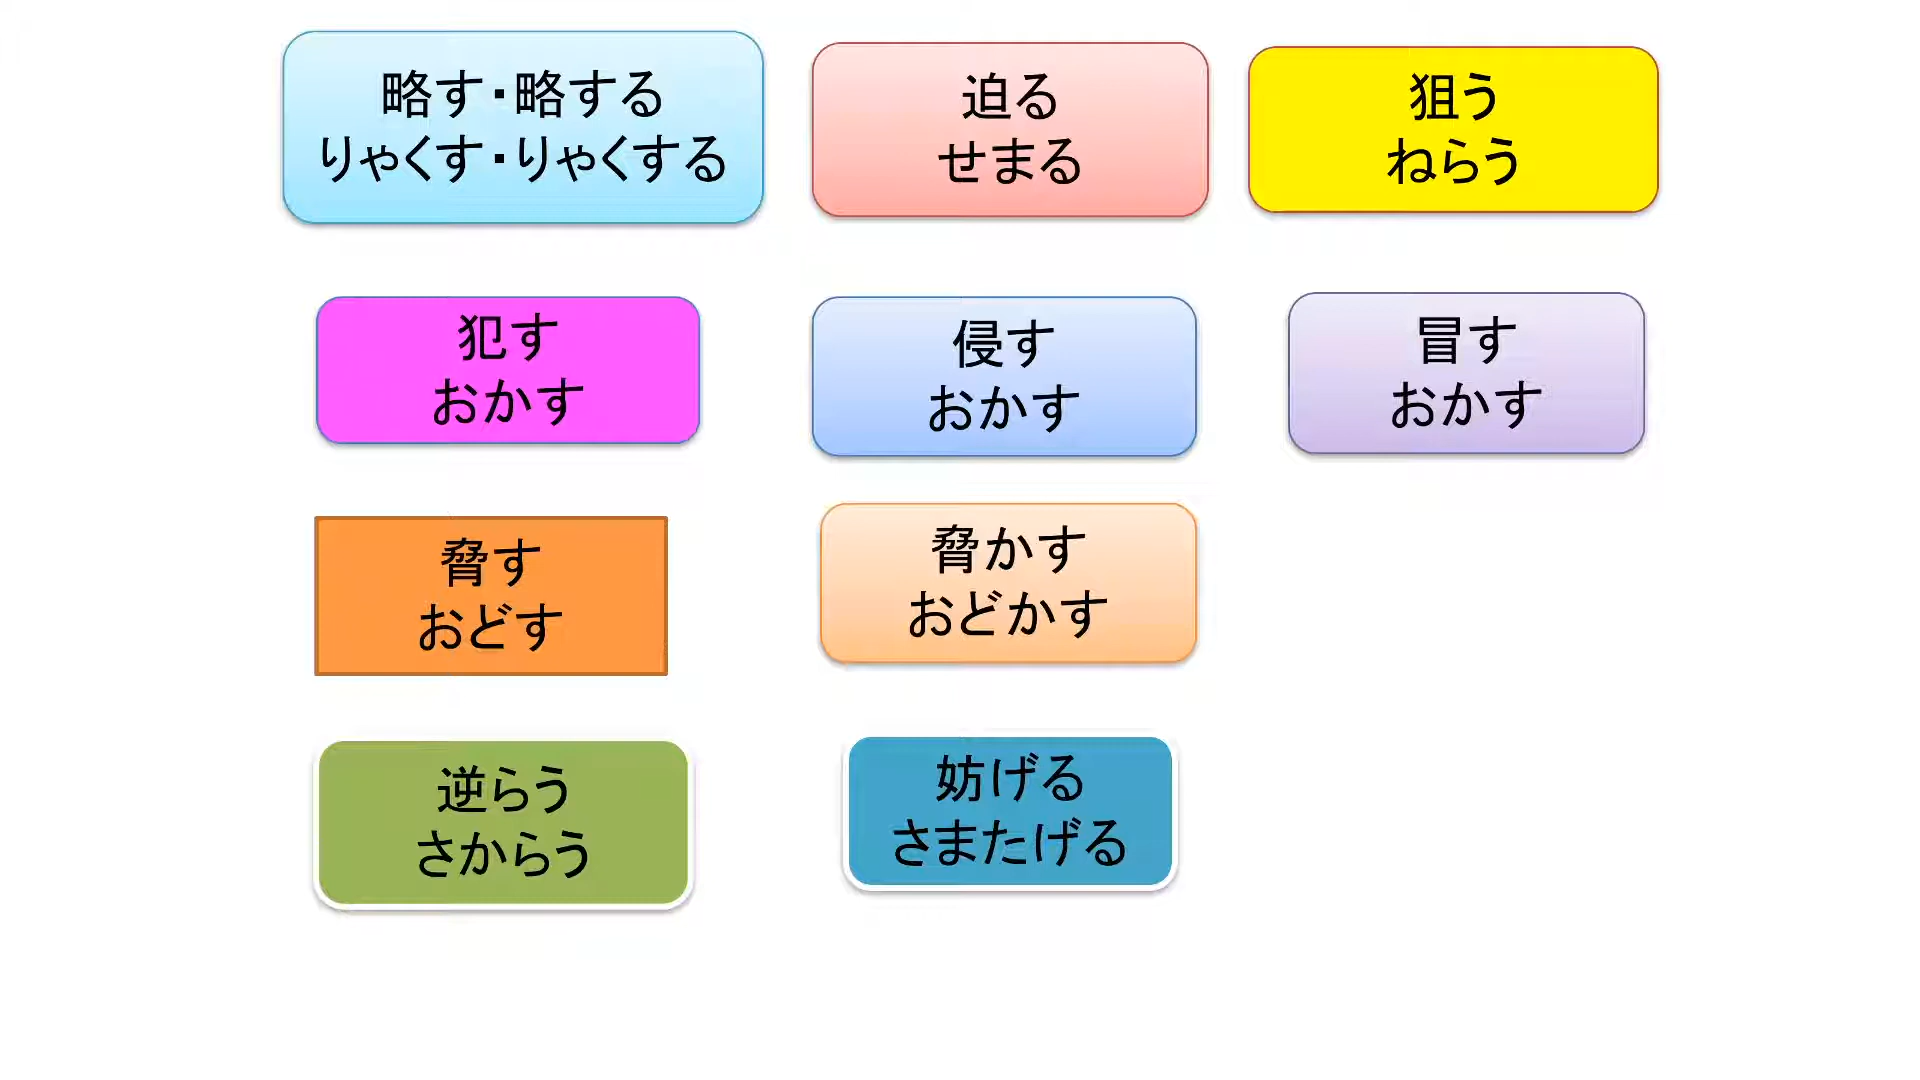 略す・略する
りゃくす・りゃくする
迫る
せまる
狙う
ねらう
犯す
おかす
侵す
おかす
冒す
おかす
脅す
おどす
脅かす
おどかす
逆らう
さからう
妨げる
さまたげる